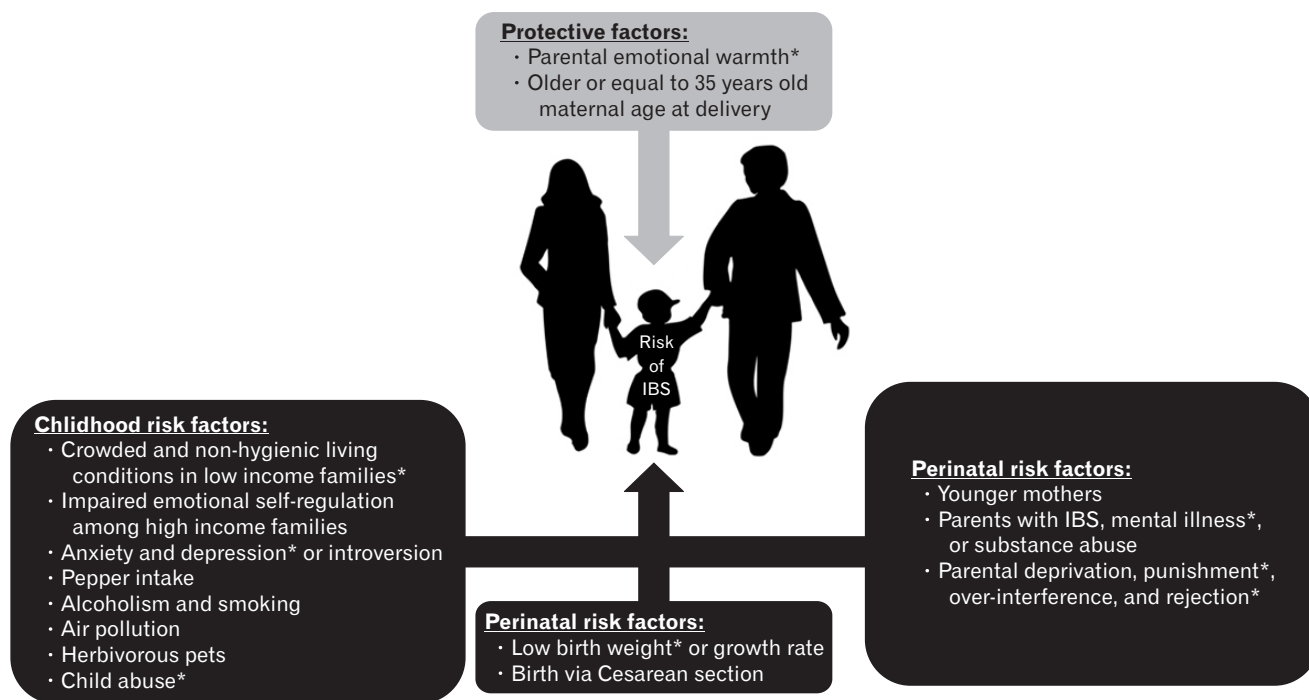 Protective factors:
· Parental emotional warmth*
· Older or equal to 35 years old
maternal age at delivery
Risk
of
IBS
Chlidhood risk factors:
· Crowded and non-hygienic living
conditions in low income families*
· Impaired emotional self-regulation
among high income families
· Anxiety and depression* or introversion
· Pepper intake
· Alcoholism and smoking
· Air pollution
· Herbivorous pets
· Child abuse*
Perinatal risk factors:
· Low birth weight* or growth rate
· Birth via Cesarean section
Perinatal risk factors:
· Younger mothers
· Parents with IBS, mental illness*,
or substance abuse
· Parental deprivation, punishment*,
over-interference, and rejection*